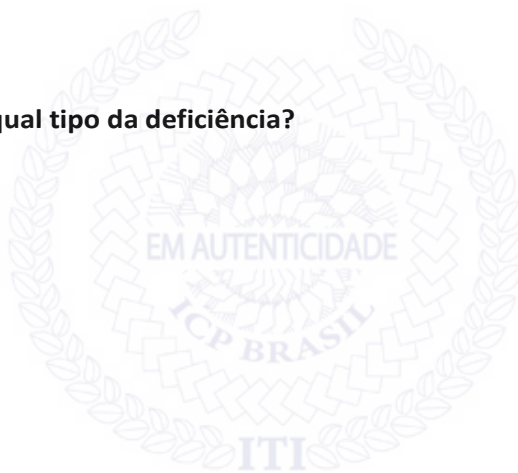 qual tipo da deficiência?
EM AUTENTICIDADE
ICP BRASIL
ITI